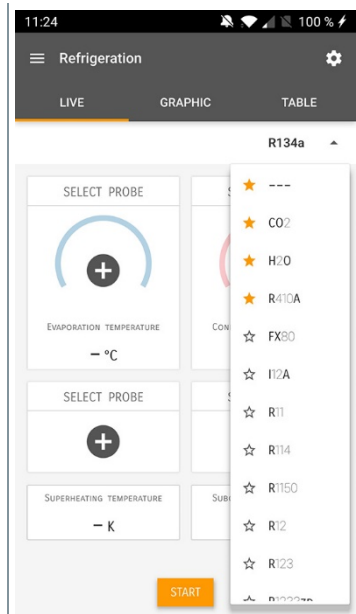 11:24 100 %
Refrigeration
LIVE GRAPHIC TABLE
R134a
SELECT PROBE
EVAPORATION TEMPERATURE
– °C
SELECT PROBE
SUPERHEATING TEMPERATURE
– K
START
---
CO2
H2O
R410A
FX80
I12A
R11
R114
R1150
R12
R123